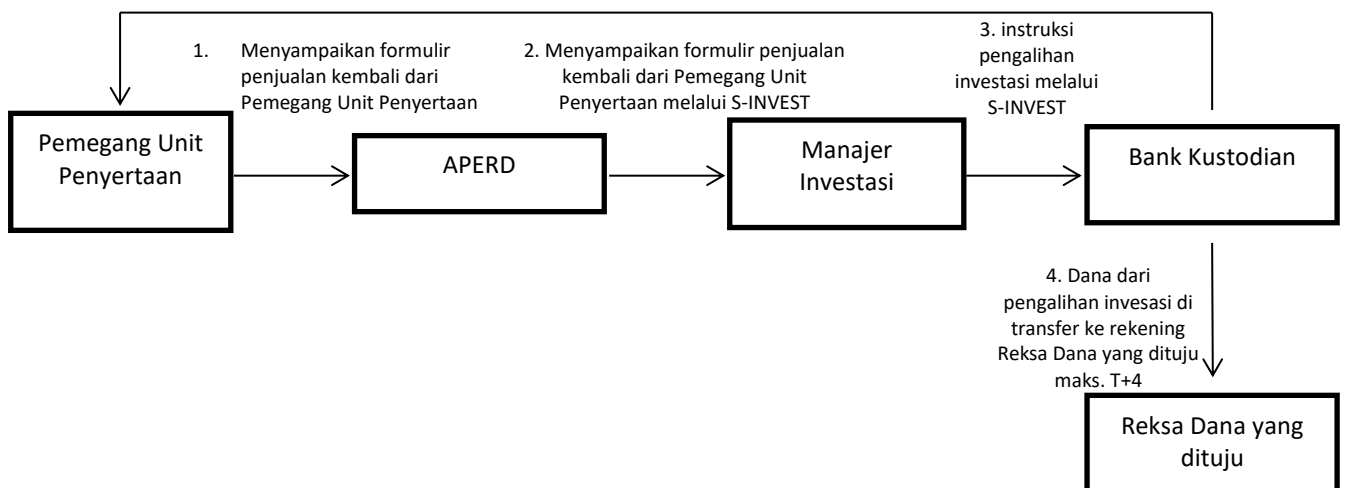 1. Menyampaikan formulir
penjualan kembali dari
Pemegang Unit Penyertaan
2. Menyampaikan formulir penjualan
kembali dari Pemegang Unit
Penyertaan melalui S-INVEST
3. instruksi
pengalihan
investasi melalui
S-INVEST
Pemegang Unit
Penyertaan
APERD
Manajer
Investasi
Bank Kustodian
4. Dana dari
pengalihan invesasi di
transfer ke rekening
Reksa Dana yang dituju
maks. T+4
Reksa Dana yang
dituju